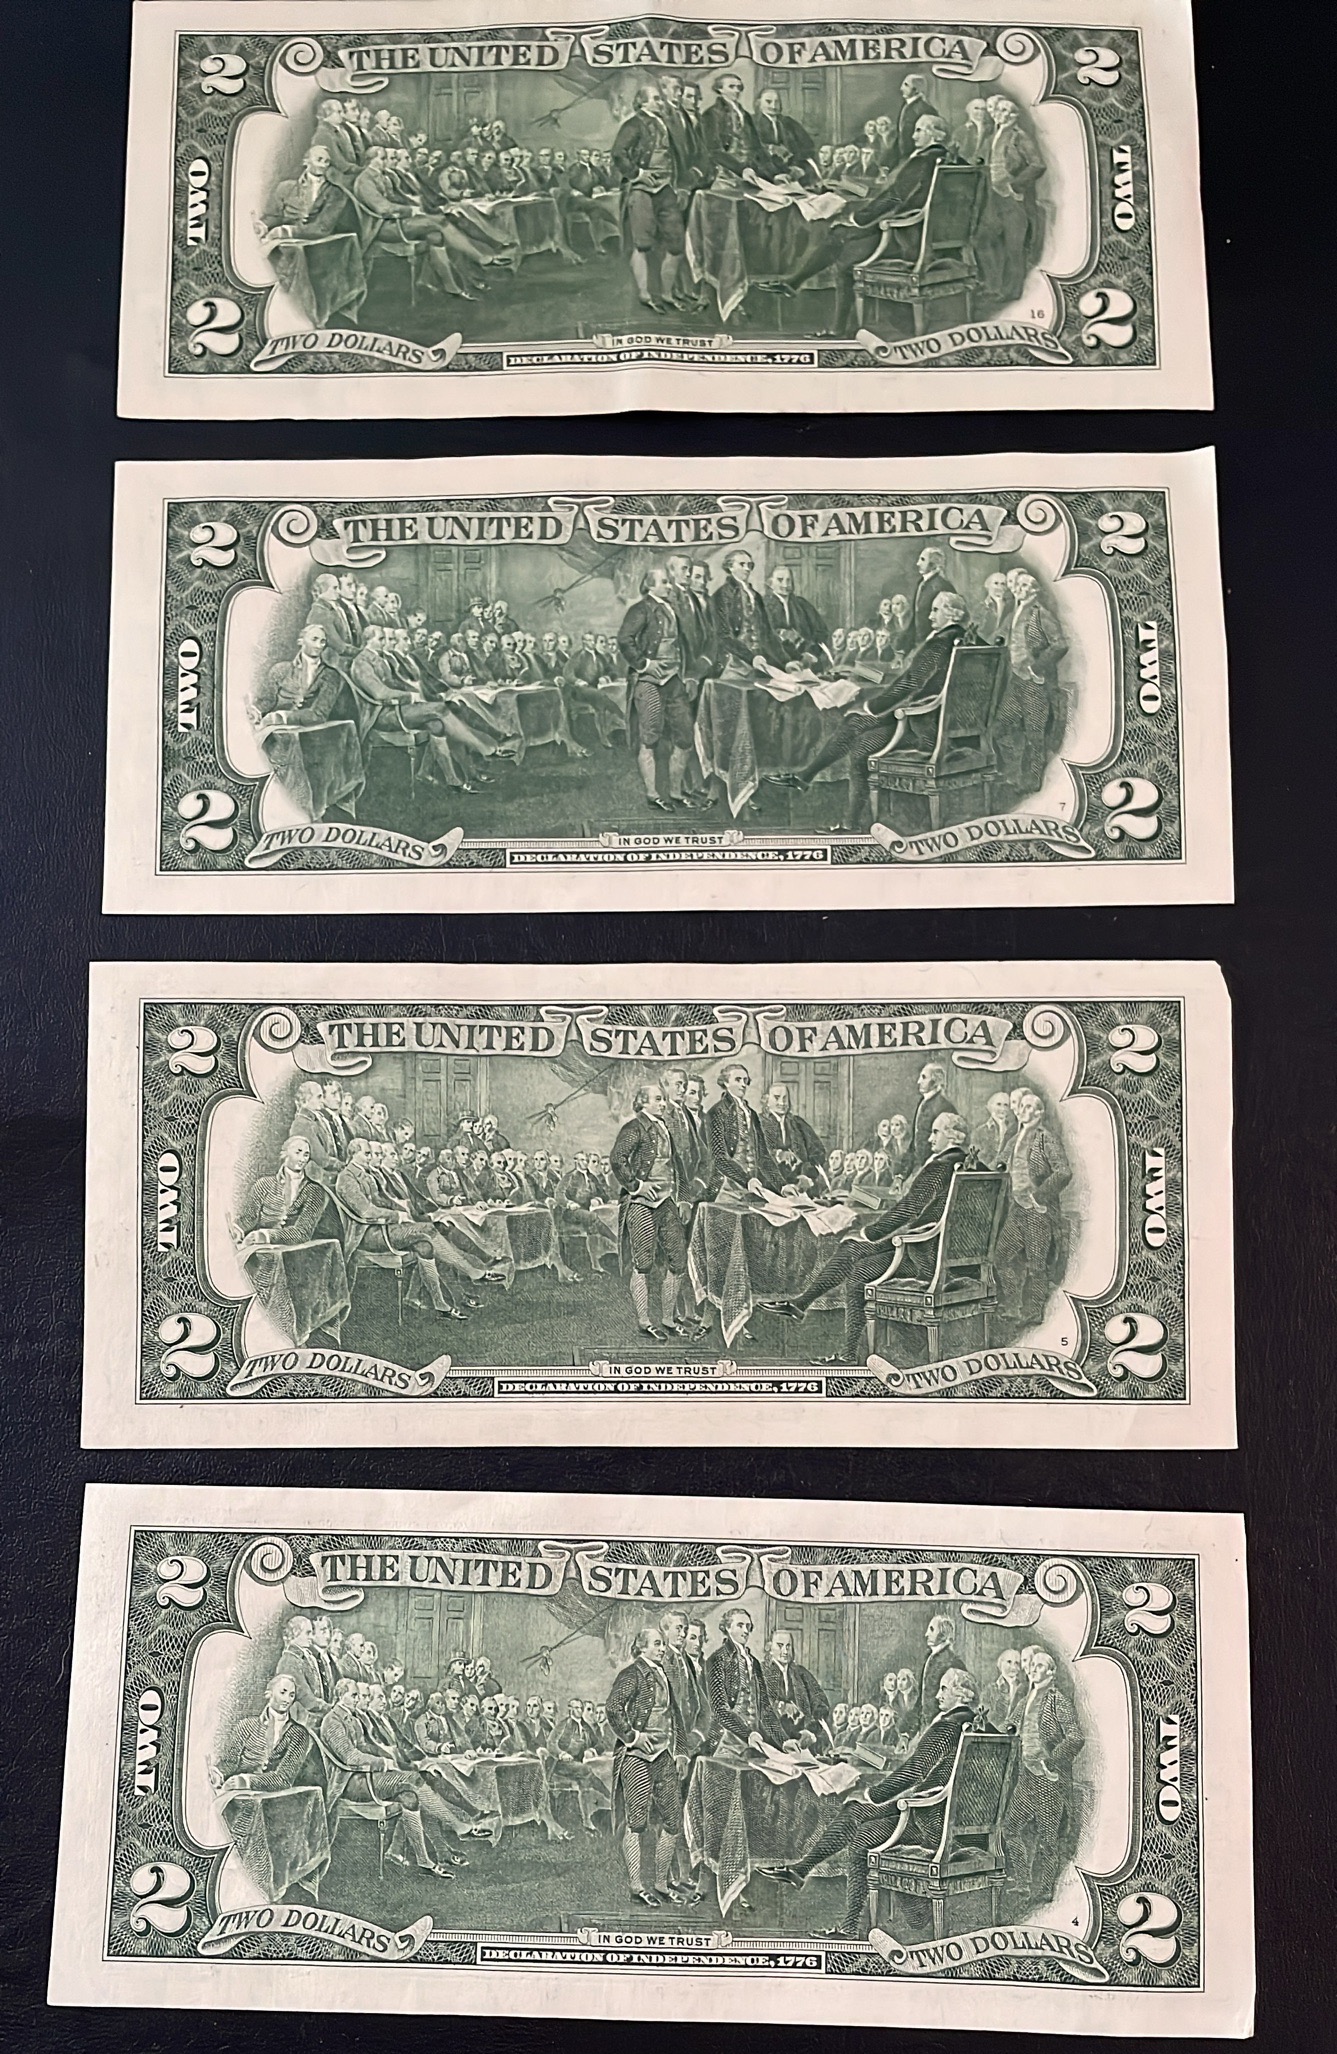 2 THE UNITED STATES OF AMERICA 2
TWO TWO
16
2 TWO DOLLARS IN GOD WE TRUST TWO DOLLARS 2
DECLARATION OF INDEPENDENCE, 1776
2 THE UNITED STATES OF AMERICA 2
TWO TWO
7
2 TWO DOLLARS IN GOD WE TRUST TWO DOLLARS 2
DECLARATION OF INDEPENDENCE, 1776
2 THE UNITED STATES OF AMERICA 2
TWO TWO
5
2 TWO DOLLARS IN GOD WE TRUST TWO DOLLARS 2
DECLARATION OF INDEPENDENCE, 1776
2 THE UNITED STATES OF AMERICA 2
TWO TWO
4
2 TWO DOLLARS IN GOD WE TRUST TWO DOLLARS 2
DECLARATION OF INDEPENDENCE, 1776